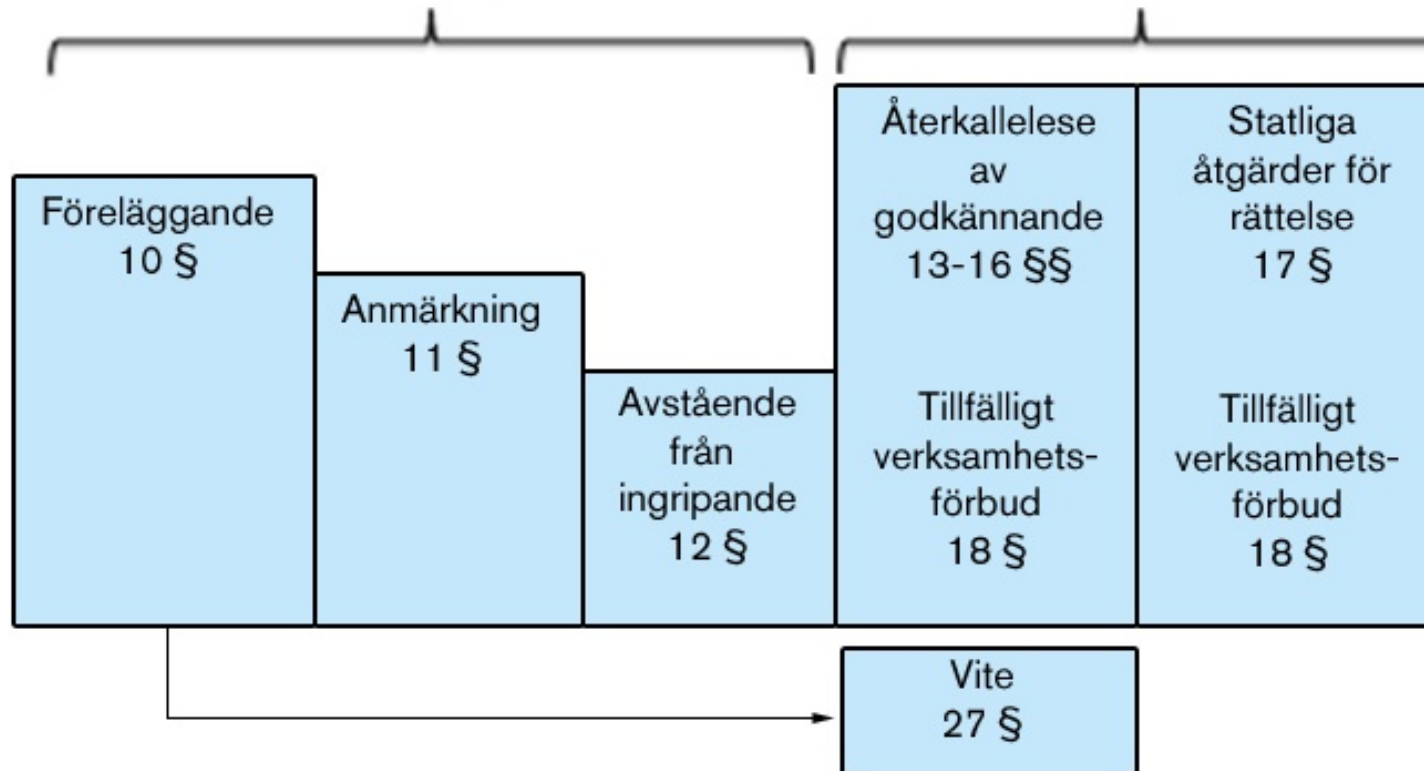 Föreläggande
10 §
Anmärkning
11 §
Avstående
från
ingripande
12 §
Återkallelese
av
godkännande
13-16 §§
Tillfälligt
verksamhets-
förbud
18 §
Statliga
åtgärder för
rättelse
17 §
Tillfälligt
verksamhets-
förbud
18 §
Vite
27 §